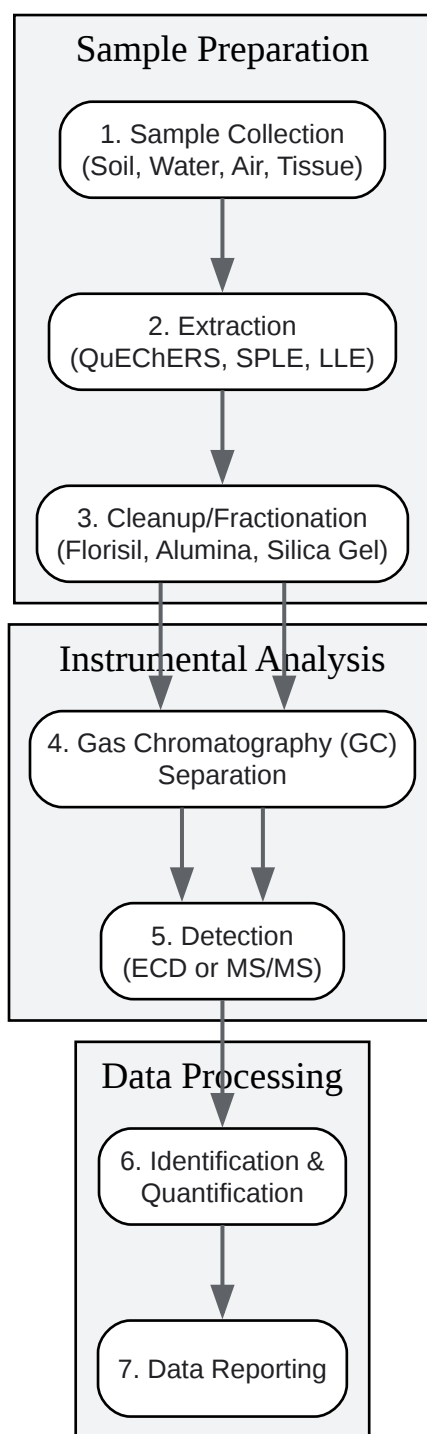 Sample Preparation
1. Sample Collection
(Soil, Water, Air, Tissue)
2. Extraction
(QuEChERS, SPLE, LLE)
3. Cleanup/Fractionation
(Florisil, Alumina, Silica Gel)
Instrumental Analysis
4. Gas Chromatography (GC)
Separation
5. Detection
(ECD or MS/MS)
Data Processing
6. Identification &
Quantification
7. Data Reporting